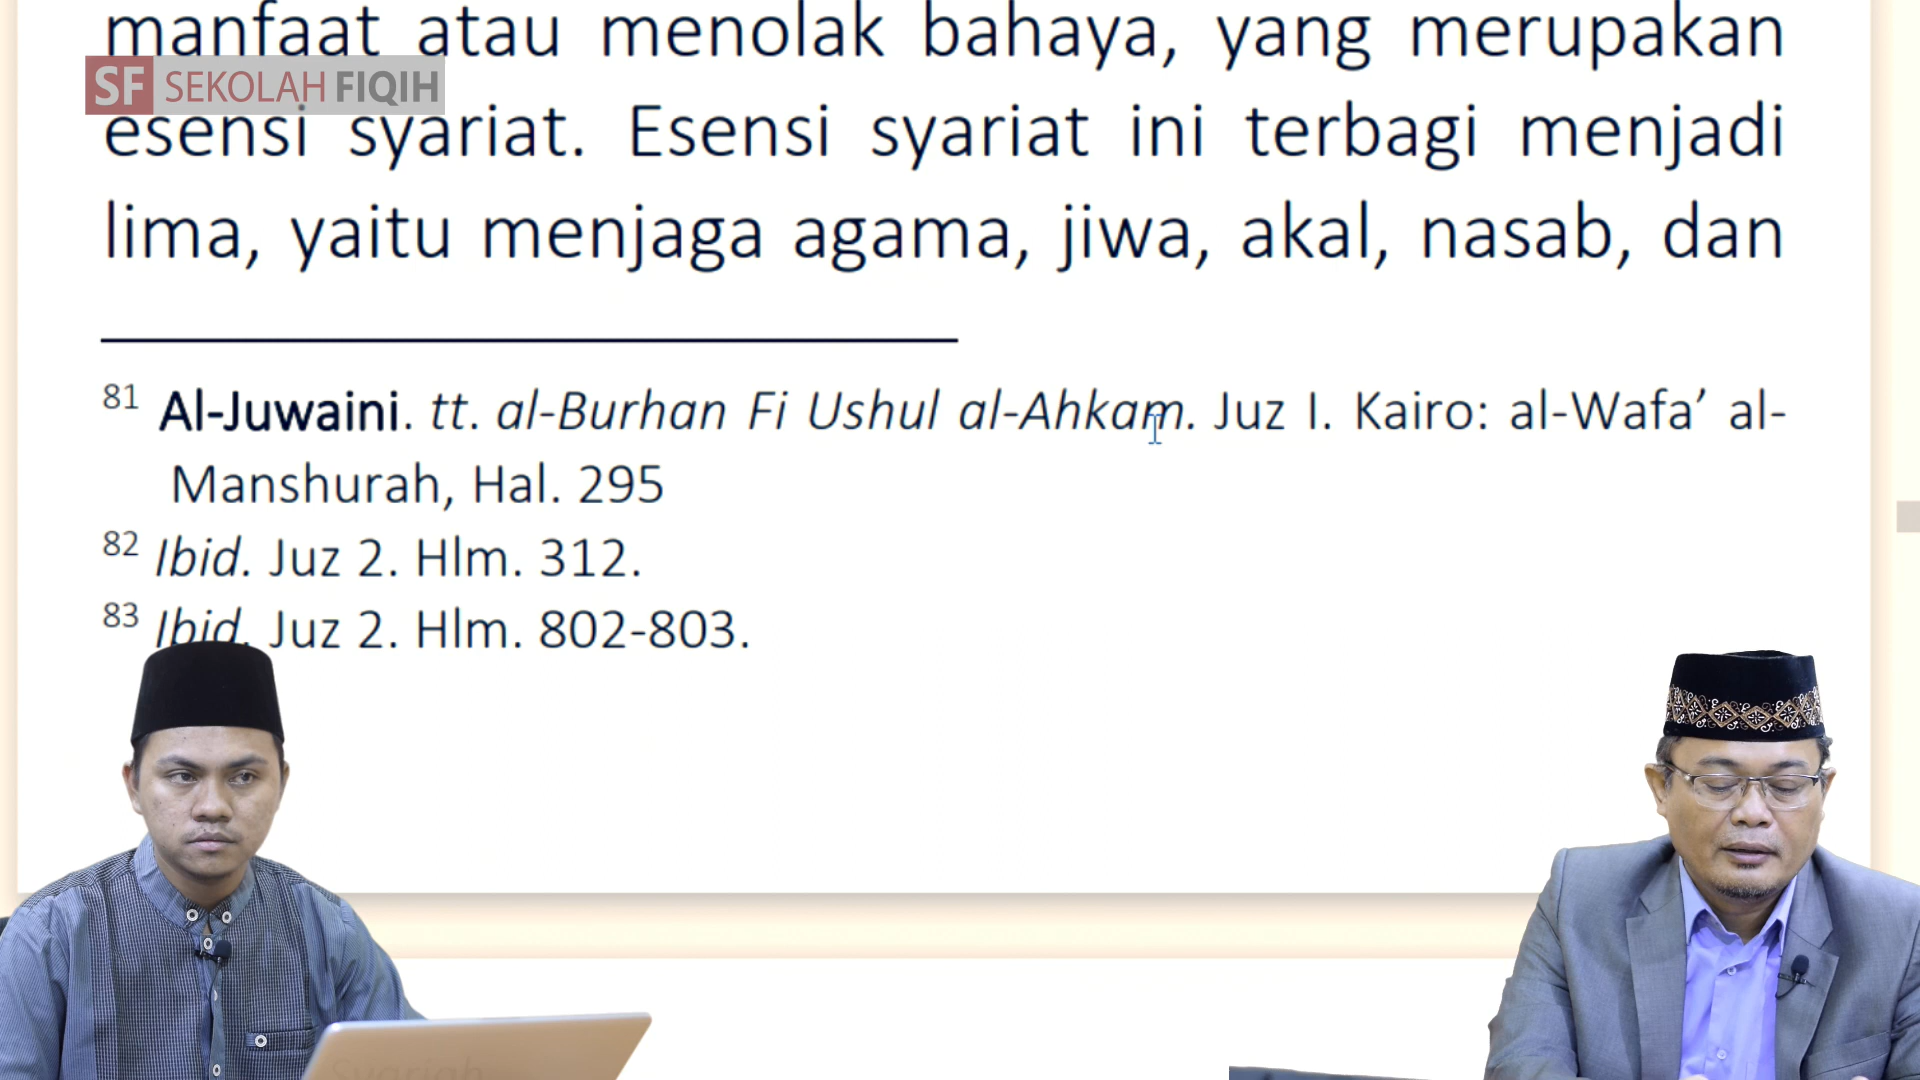 manfaat atau menolak bahaya, yang merupakan
SF SEKOLAH FIQIH
esensi syariat. Esensi syariat ini terbagi menjadi
lima, yaitu menjaga agama, jiwa, akal, nasab, dan
81 Al-Juwaini. tt. al-Burhan Fi Ushul al-Ahkam. Juz I. Kairo: al-Wafa’ al-
Manshurah, Hal. 295
82 Ibid. Juz 2. Hlm. 312.
83 Ibid. Juz 2. Hlm. 802-803.
Syariah